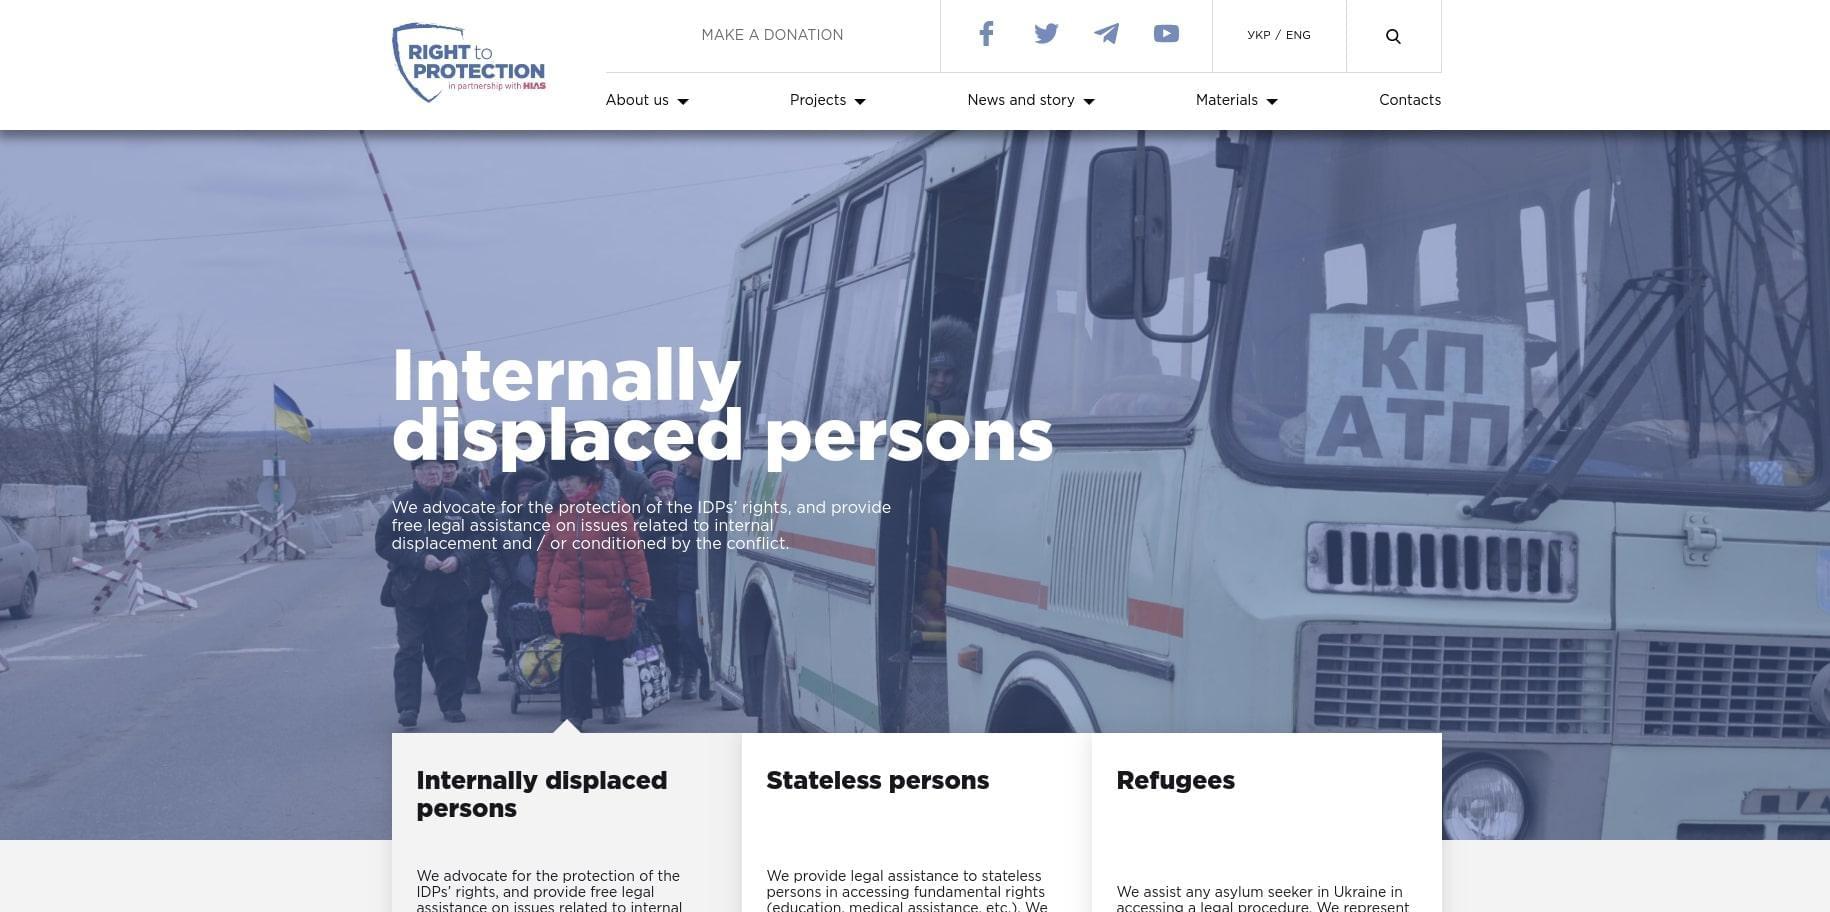 RIGHT to
PROTECTION
in partnership with HIAS
MAKE A DONATION
УКР / ENG
About us
Projects
News and story
Materials
Contacts
КП
АТП
Internally
displaced persons
We advocate for the protection of the IDPs' rights, and provide
free legal assistance on issues related to internal
displacement and / or conditioned by the conflict.
Internally displaced
persons
We advocate for the protection of the
IDPs' rights, and provide free legal
assistance on issues related to internal
Stateless persons
We provide legal assistance to stateless
persons in accessing fundamental rights
(education, medical assistance, etc.). We
Refugees
We assist any asylum seeker in Ukraine in
accessing a legal procedure. We represent